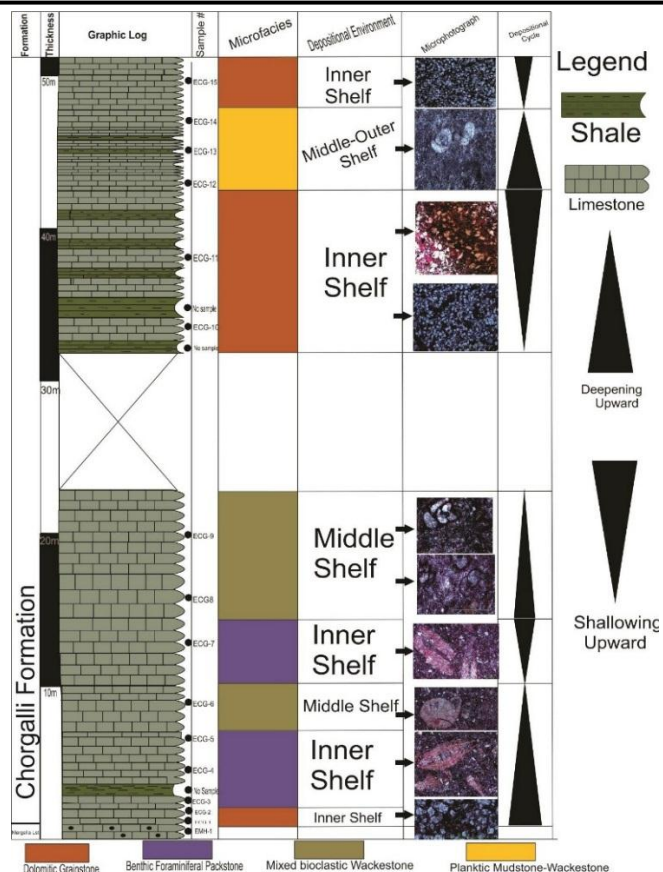 Formation
Thickness
Graphic Log
Sample #
Microfacies
Depositional Environment
Microphotograph
Depositional
Cycle
50m
ECG-15
Inner
Shelf
ECG-14
ECG-13
Middle-Outer
Shelf
ECG-12
40m
ECG-11
Inner
Shelf
No sample
ECG-10
No sample
30m
ECG-9
20m
Middle
Shelf
ECG8
ECG-7
Inner
Shelf
10m
ECG-6
Middle Shelf
ECG-5
ECG-4
Inner
Shelf
No Sample
ECG-3
ECG-2
Inner Shelf
EMH-1
Chorgalli Formation
Legend
Shale
Limestone
Deepening
Upward
Shallowing
Upward
Dolomitic Grainstone
Benthic Foraminiferal Packstone
Mixed bioclastic Wackestone
Planktic Mudstone-Wackestone